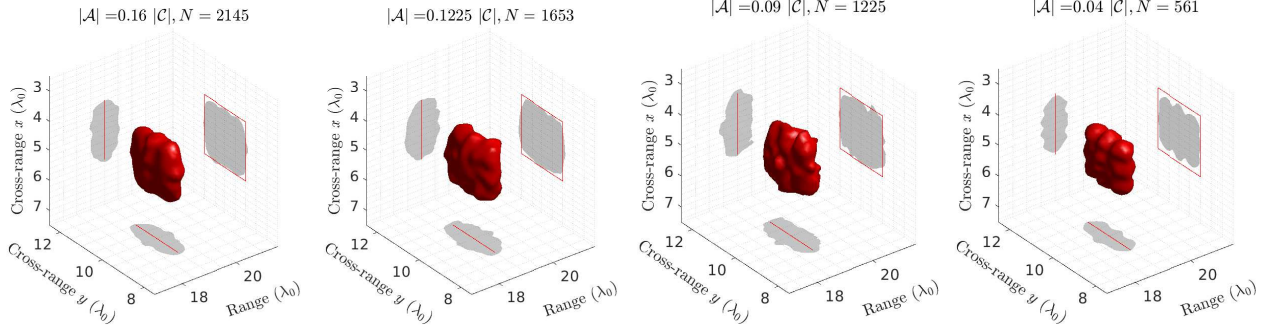 |𝒜| =0.16 |𝒞|, N = 2145
3
4
5
6
7
Cross-range x (λ₀)
12
10
8
Cross-range y (λ₀)
18
20
Range (λ₀)
|𝒜| =0.1225 |𝒞|, N = 1653
3
4
5
6
7
Cross-range x (λ₀)
12
10
8
Cross-range y (λ₀)
18
20
Range (λ₀)
|𝒜| =0.09 |𝒞|, N = 1225
3
4
5
6
7
Cross-range x (λ₀)
12
10
8
Cross-range y (λ₀)
18
20
Range (λ₀)
|𝒜| =0.04 |𝒞|, N = 561
3
4
5
6
7
Cross-range x (λ₀)
12
10
8
Cross-range y (λ₀)
18
20
Range (λ₀)